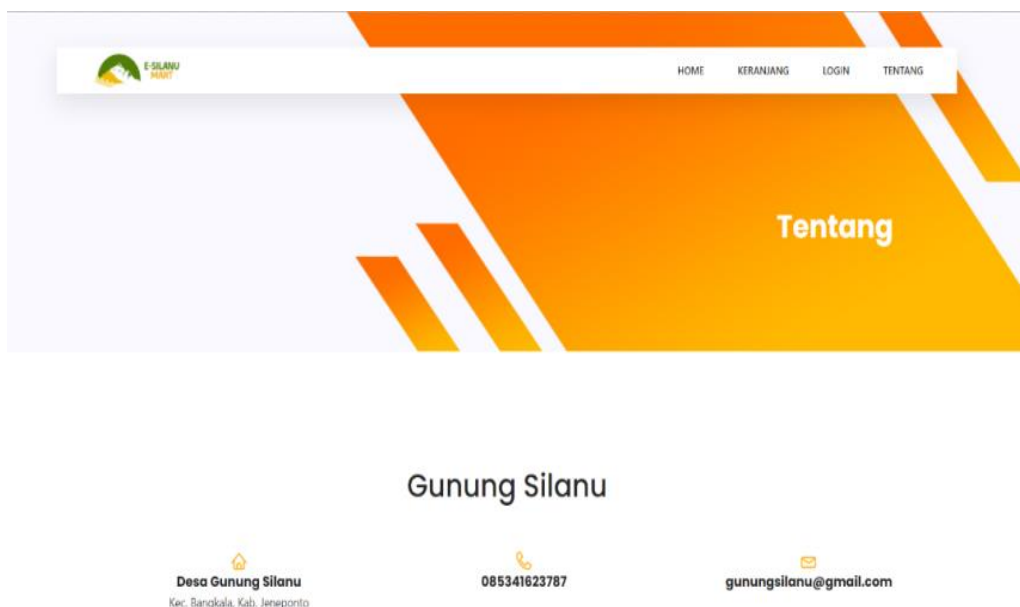 E-SILANU
MART
HOME KERANJANG LOGIN TENTANG
Tentang
Gunung Silanu
Desa Gunung Silanu
Kec. Bangkala, Kab. Jeneponto
085341623787
gunungsilanu@gmail.com